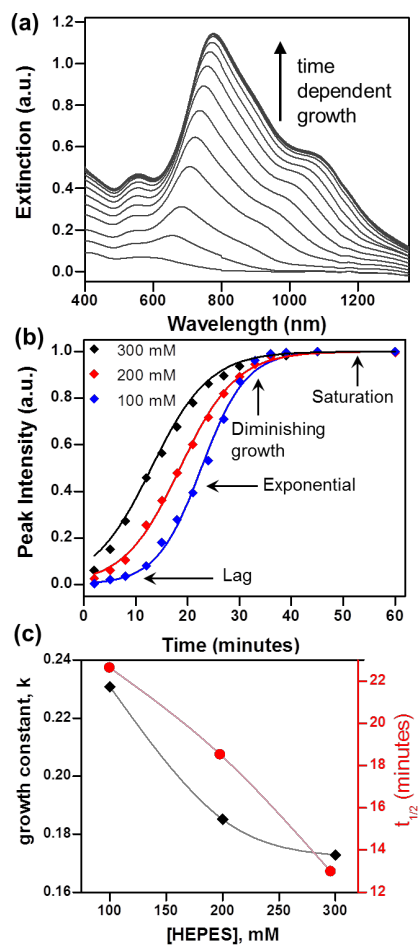 (a)
Extinction (a.u.)
1.2
1.0
0.8
0.6
0.4
0.2
0.0
time
dependent
growth
400
600
800
1000
1200
Wavelength (nm)
(b)
Peak Intensity (a.u.)
1.0
0.8
0.6
0.4
0.2
0.0
300 mM
200 mM
100 mM
Saturation
Diminishing
growth
Exponential
Lag
0
10
20
30
40
50
60
Time (minutes)
(c)
growth constant, k
0.24
0.22
0.20
0.18
0.16
22
20
18
16
14
12
t1/2 (minutes)
100
150
200
250
300
[HEPES], mM